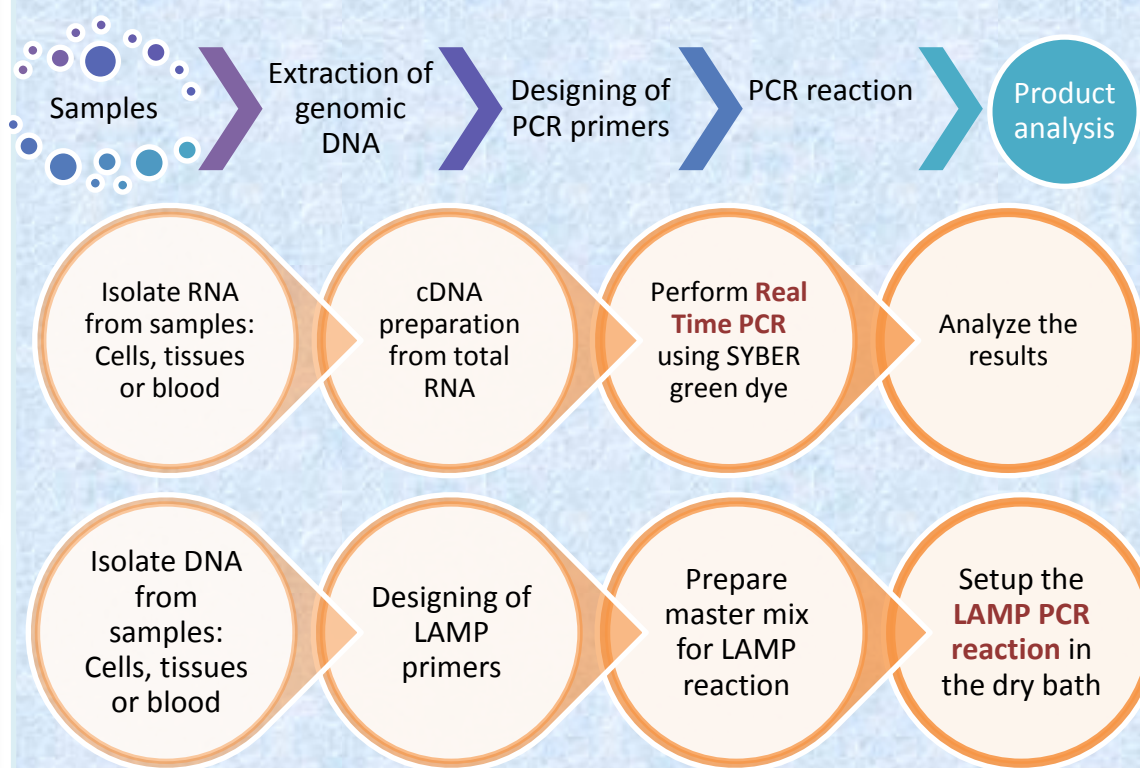 Samples
Extraction of
genomic
DNA
Designing of
PCR primers
PCR reaction
Product
analysis
Isolate RNA
from samples:
Cells, tissues
or blood
cDNA
preparation
from total
RNA
Perform Real
Time PCR
using SYBER
green dye
Analyze the
results
Isolate DNA
from
samples:
Cells, tissues
or blood
Designing of
LAMP
primers
Prepare
master mix
for LAMP
reaction
Setup the
LAMP PCR
reaction in
the dry bath